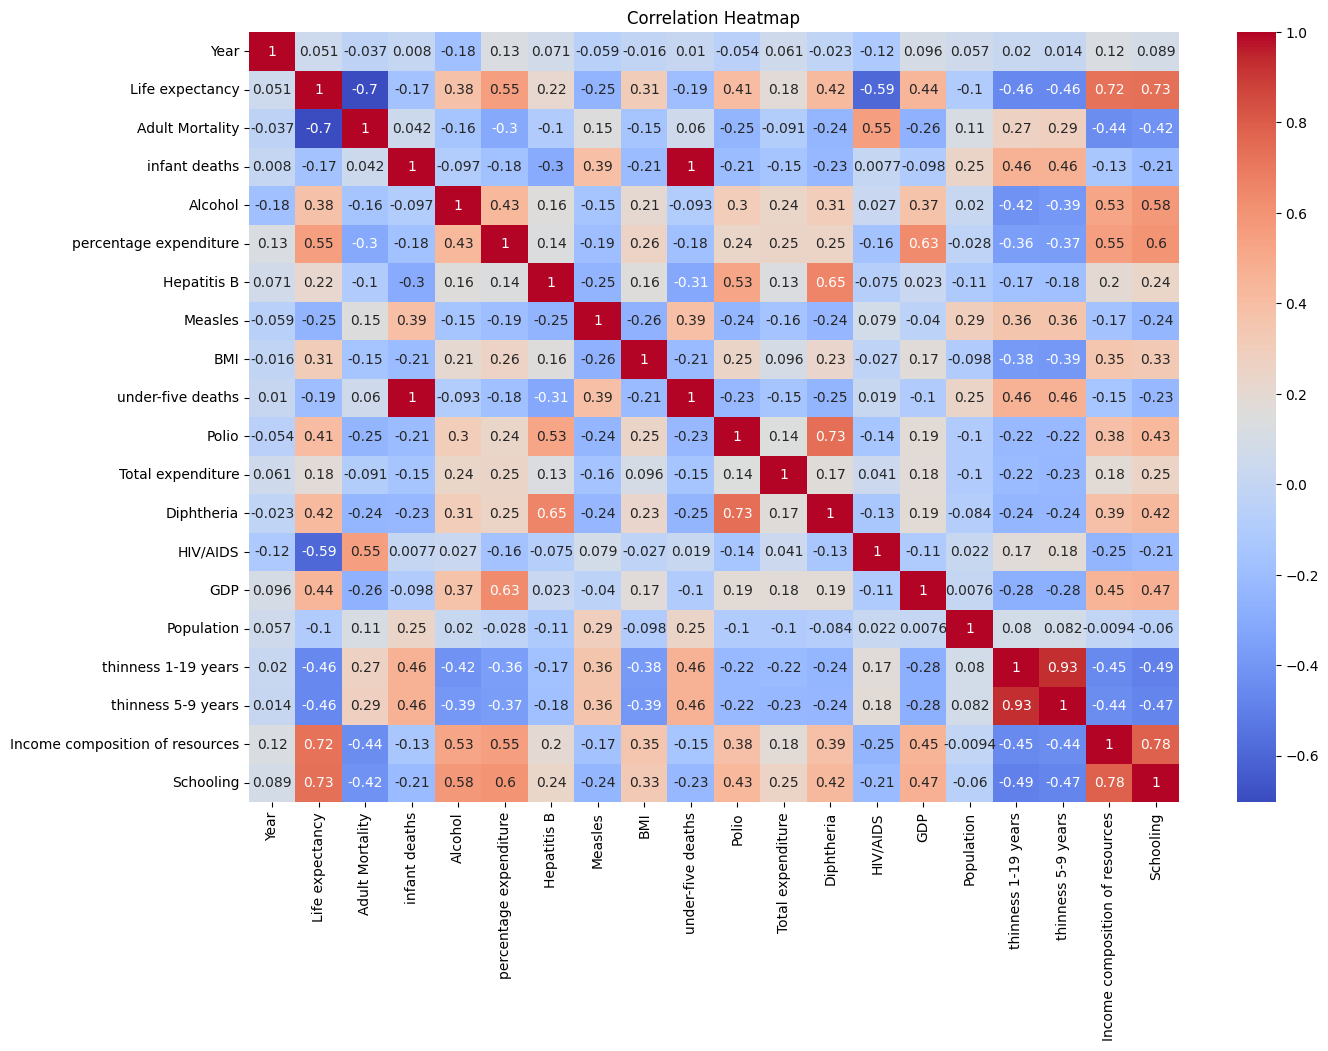 Correlation Heatmap
Year 1 0.051 -0.037 0.008 -0.18 0.13 0.071 -0.059 -0.016 0.01 -0.054 0.061 -0.023 -0.12 0.096 0.057 0.02 0.014 0.12 0.089
Life expectancy 0.051 1 -0.7 -0.17 0.38 0.55 0.22 -0.25 0.31 -0.19 0.41 0.18 0.42 -0.59 0.44 -0.1 -0.46 -0.46 0.72 0.73
Adult Mortality -0.037 -0.7 1 0.042 -0.16 -0.3 -0.1 0.15 -0.15 0.06 -0.25 -0.091 -0.24 0.55 -0.26 0.11 0.27 0.29 -0.44 -0.42
infant deaths 0.008 -0.17 0.042 1 -0.097 -0.18 -0.3 0.39 -0.21 1 -0.21 -0.15 -0.23 0.0077 -0.098 0.25 0.46 0.46 -0.13 -0.21
Alcohol -0.18 0.38 -0.16 -0.097 1 0.43 0.16 -0.15 0.21 -0.093 0.3 0.24 0.31 0.027 0.37 0.02 -0.42 -0.39 0.53 0.58
percentage expenditure 0.13 0.55 -0.3 -0.18 0.43 1 0.14 -0.19 0.26 -0.18 0.24 0.25 0.25 -0.16 0.63 -0.028 -0.36 -0.37 0.55 0.6
Hepatitis B 0.071 0.22 -0.1 -0.3 0.16 0.14 1 -0.25 0.16 -0.31 0.53 0.13 0.65 -0.075 0.023 -0.11 -0.17 -0.18 0.2 0.24
Measles -0.059 -0.25 0.15 0.39 -0.15 -0.19 -0.25 1 -0.26 0.39 -0.24 -0.16 -0.24 0.079 -0.04 0.29 0.36 0.36 -0.17 -0.24
BMI -0.016 0.31 -0.15 -0.21 0.21 0.26 0.16 -0.26 1 -0.21 0.25 0.096 0.23 -0.027 0.17 -0.098 -0.38 -0.39 0.35 0.33
under-five deaths 0.01 -0.19 0.06 1 -0.093 -0.18 -0.31 0.39 -0.21 1 -0.23 -0.15 -0.25 0.019 -0.1 0.25 0.46 0.46 -0.15 -0.23
Polio -0.054 0.41 -0.25 -0.21 0.3 0.24 0.53 -0.24 0.25 -0.23 1 0.14 0.73 -0.14 0.19 -0.1 -0.22 -0.22 0.38 0.43
Total expenditure 0.061 0.18 -0.091 -0.15 0.24 0.25 0.13 -0.16 0.096 -0.15 0.14 1 0.17 0.041 0.18 -0.1 -0.22 -0.23 0.18 0.25
Diphtheria -0.023 0.42 -0.24 -0.23 0.31 0.25 0.65 -0.24 0.23 -0.25 0.73 0.17 1 -0.13 0.19 -0.084 -0.24 -0.24 0.39 0.42
HIV/AIDS -0.12 -0.59 0.55 0.0077 0.027 -0.16 -0.075 0.079 -0.027 0.019 -0.14 0.041 -0.13 1 -0.11 0.022 0.17 0.18 -0.25 -0.21
GDP 0.096 0.44 -0.26 -0.098 0.37 0.63 0.023 -0.04 0.17 -0.1 0.19 0.18 0.19 -0.11 1 0.0076 -0.28 -0.28 0.45 0.47
Population 0.057 -0.1 0.11 0.25 0.02 -0.028 -0.11 0.29 -0.098 0.25 -0.1 -0.1 -0.084 0.022 0.0076 1 0.08 0.082 -0.0094 -0.06
thinness 1-19 years 0.02 -0.46 0.27 0.46 -0.42 -0.36 -0.17 0.36 -0.38 0.46 -0.22 -0.22 -0.24 0.17 -0.28 0.08 1 0.93 -0.45 -0.49
thinness 5-9 years 0.014 -0.46 0.29 0.46 -0.39 -0.37 -0.18 0.36 -0.39 0.46 -0.22 -0.23 -0.24 0.18 -0.28 0.082 0.93 1 -0.44 -0.47
Income composition of resources 0.12 0.72 -0.44 -0.13 0.53 0.55 0.2 -0.17 0.35 -0.15 0.38 0.18 0.39 -0.25 0.45 -0.0094 -0.45 -0.44 1 0.78
Schooling 0.089 0.73 -0.42 -0.21 0.58 0.6 0.24 -0.24 0.33 -0.23 0.43 0.25 0.42 -0.21 0.47 -0.06 -0.49 -0.47 0.78 1
Year
Life expectancy
Adult Mortality
infant deaths
Alcohol
percentage expenditure
Hepatitis B
Measles
BMI
under-five deaths
Polio
Total expenditure
Diphtheria
HIV/AIDS
GDP
Population
thinness 1-19 years
thinness 5-9 years
Income composition of resources
Schooling
1.0
0.8
0.6
0.4
0.2
0.0
−0.2
−0.4
−0.6